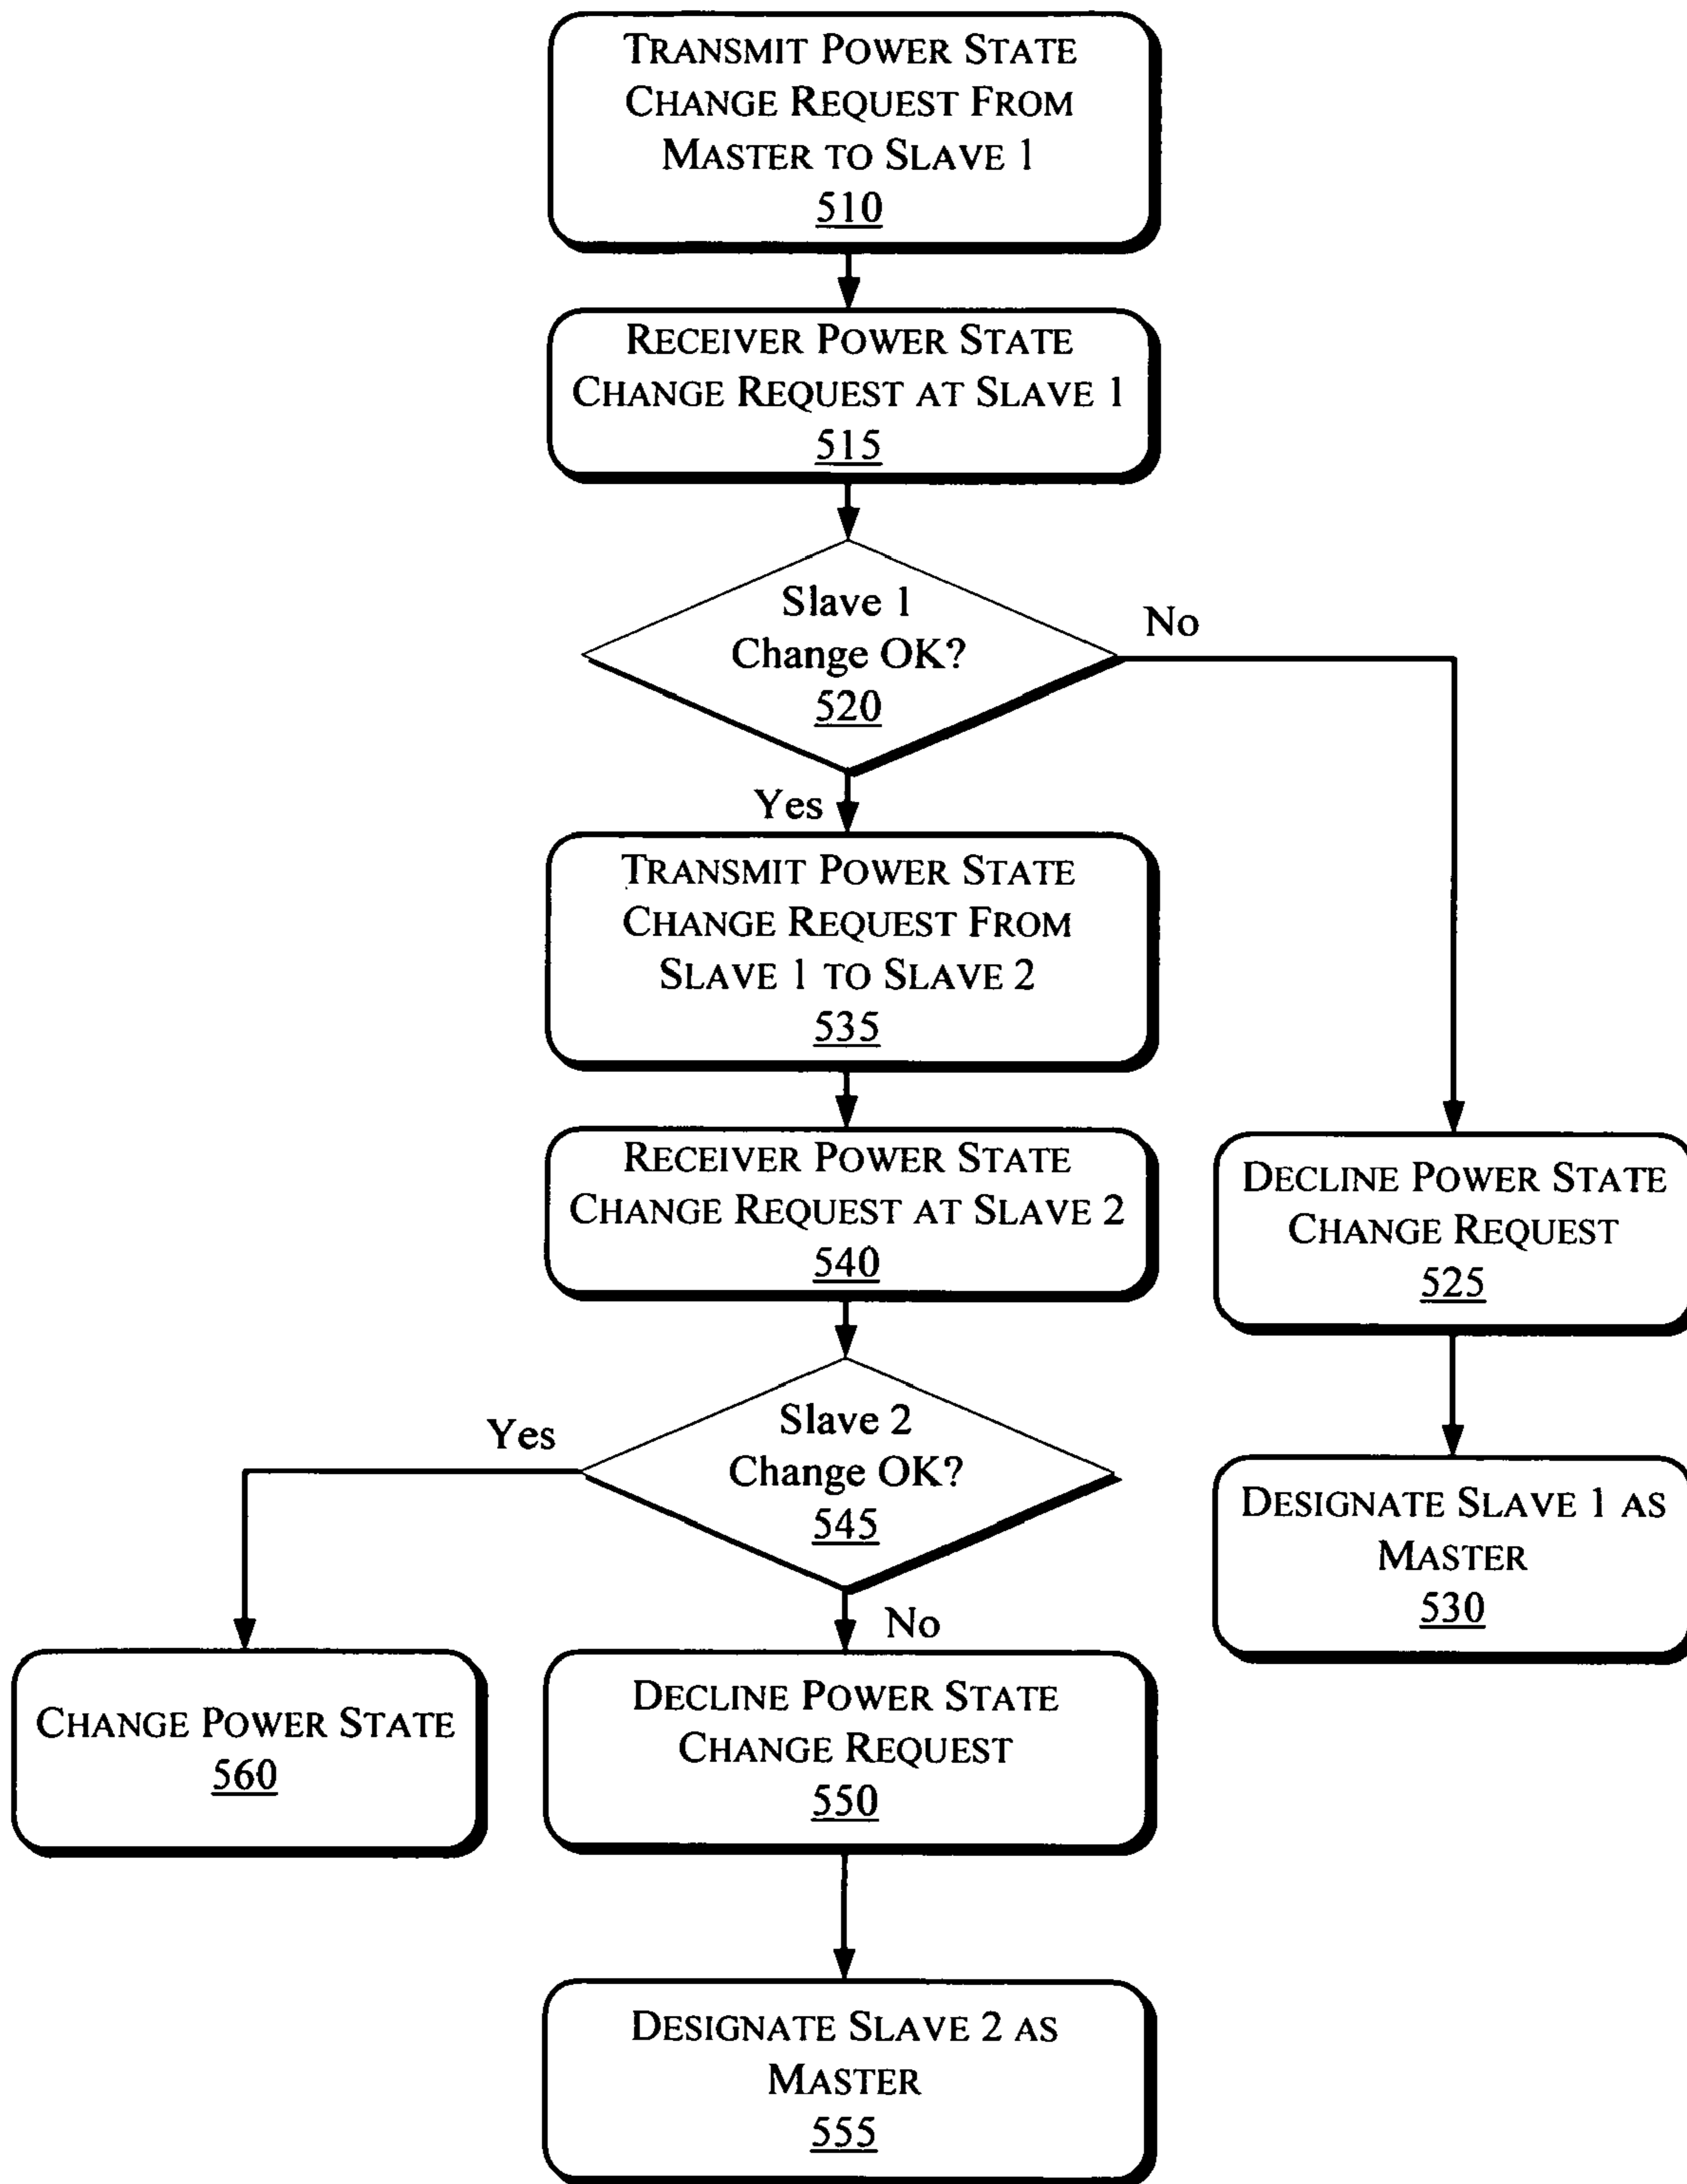 TRANSMIT POWER STATE
CHANGE REQUEST FROM
MASTER TO SLAVE 1
510
RECEIVER POWER STATE
CHANGE REQUEST AT SLAVE 1
515
Slave 1
Change OK?
520
No
Yes
TRANSMIT POWER STATE
CHANGE REQUEST FROM
SLAVE 1 TO SLAVE 2
535
RECEIVER POWER STATE
CHANGE REQUEST AT SLAVE 2
540
DECLINE POWER STATE
CHANGE REQUEST
525
Slave 2
Change OK?
545
Yes
No
DESIGNATE SLAVE 1 AS
MASTER
530
CHANGE POWER STATE
560
DECLINE POWER STATE
CHANGE REQUEST
550
DESIGNATE SLAVE 2 AS
MASTER
555